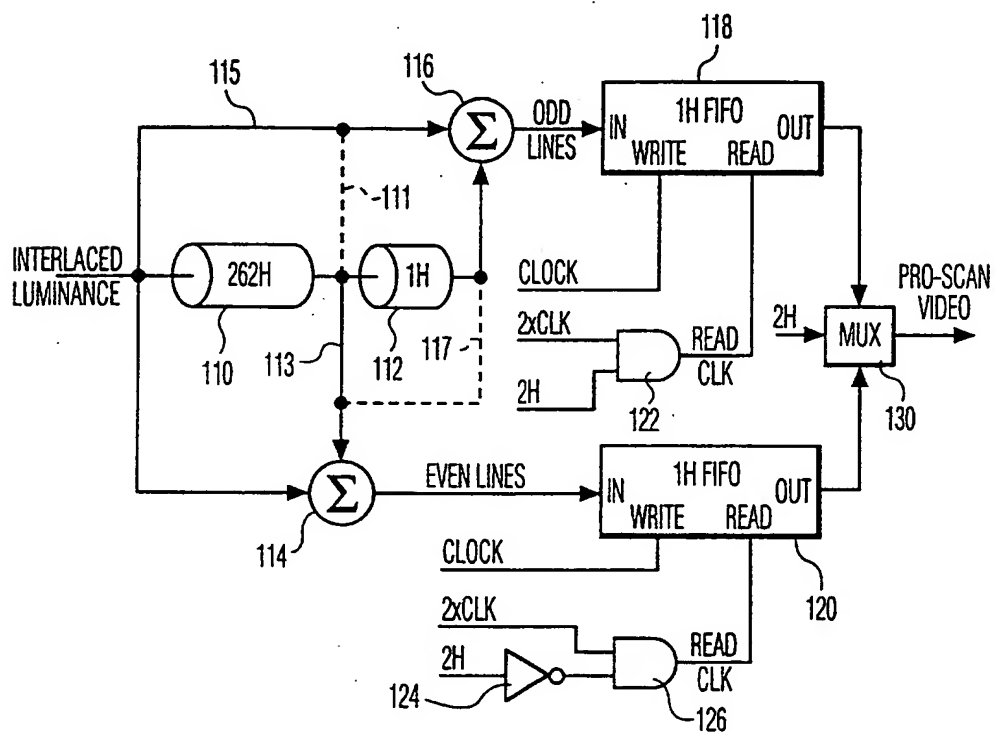 118
115
116
1H FIFO
IN
OUT
WRITE
READ
ODD
LINES
111
INTERLACED
LUMINANCE
262H
1H
110
113
112
117
CLOCK
2xCLK
READ
CLK
2H
122
PRO-SCAN
VIDEO
2H
MUX
130
EVEN LINES
1H FIFO
IN
OUT
WRITE
READ
114
CLOCK
120
2xCLK
2H
READ
CLK
124
126
Σ
Σ